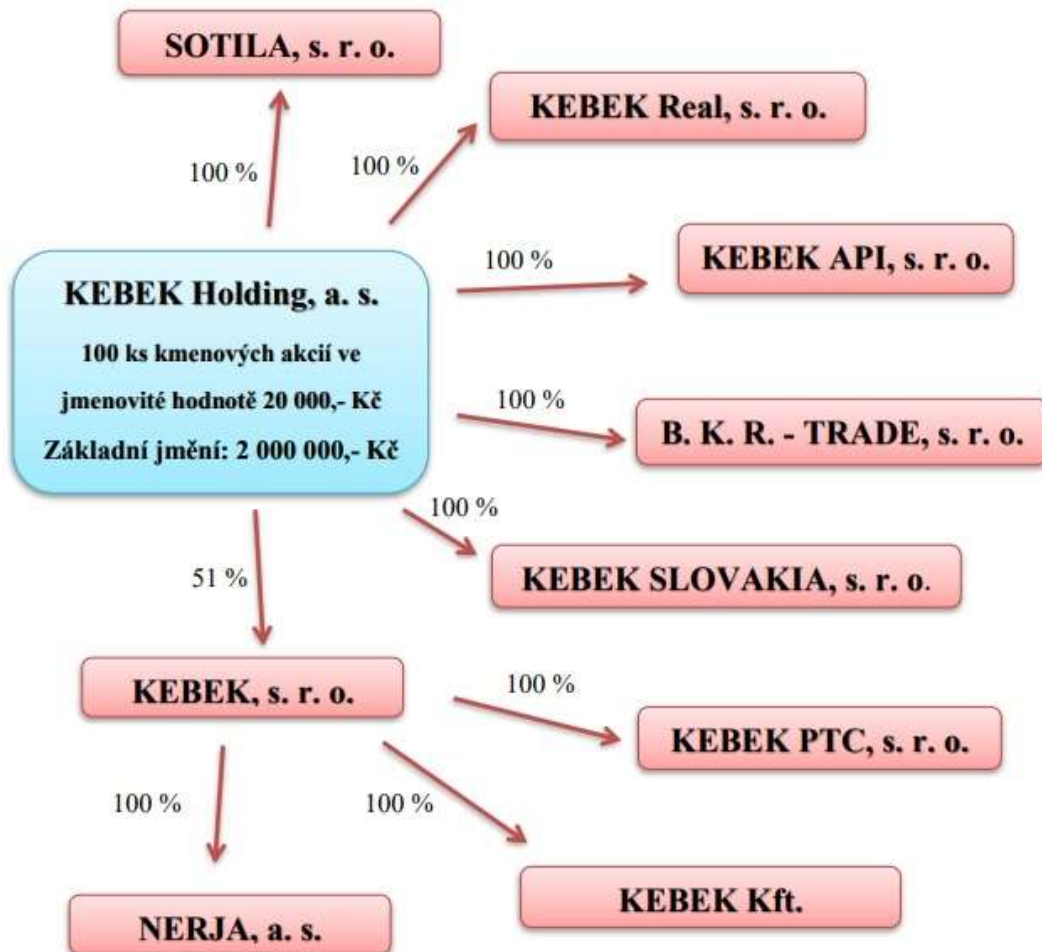 SOTILA, s. r. o.
KEBEK Real, s. r. o.
100 %
100 %
KEBEK API, s. r. o.
100 %
KEBEK Holding, a. s.
100 ks kmenových akcií ve
jmenovité hodnotě 20 000,- Kč
Základní jmění: 2 000 000,- Kč
100 %
B. K. R. - TRADE, s. r. o.
100 %
51 %
KEBEK SLOVAKIA, s. r. o.
KEBEK, s. r. o.
100 %
KEBEK PTC, s. r. o.
100 %
100 %
KEBEK Kft.
NERJA, a. s.